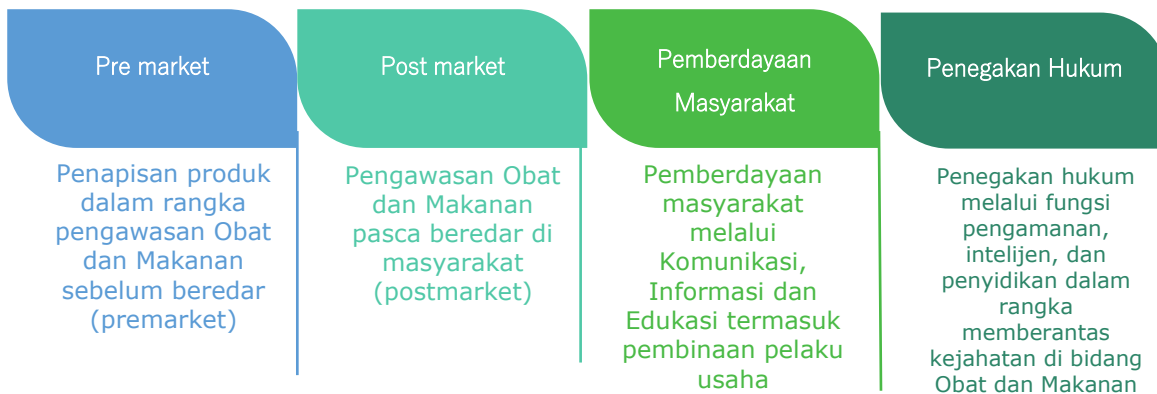 Pre market
Penapisan produk
dalam rangka
pengawasan Obat
dan Makanan
sebelum beredar
(premarket)
Post market
Pengawasan Obat
dan Makanan
pasca beredar di
masyarakat
(postmarket)
Pemberdayaan
Masyarakat
Pemberdayaan
masyarakat
melalui
Komunikasi,
Informasi dan
Edukasi termasuk
pembinaan pelaku
usaha
Penegakan Hukum
Penegakan hukum
melalui fungsi
pengamanan,
intelijen, dan
penyidikan dalam
rangka
memberantas
kejahatan di bidang
Obat dan Makanan